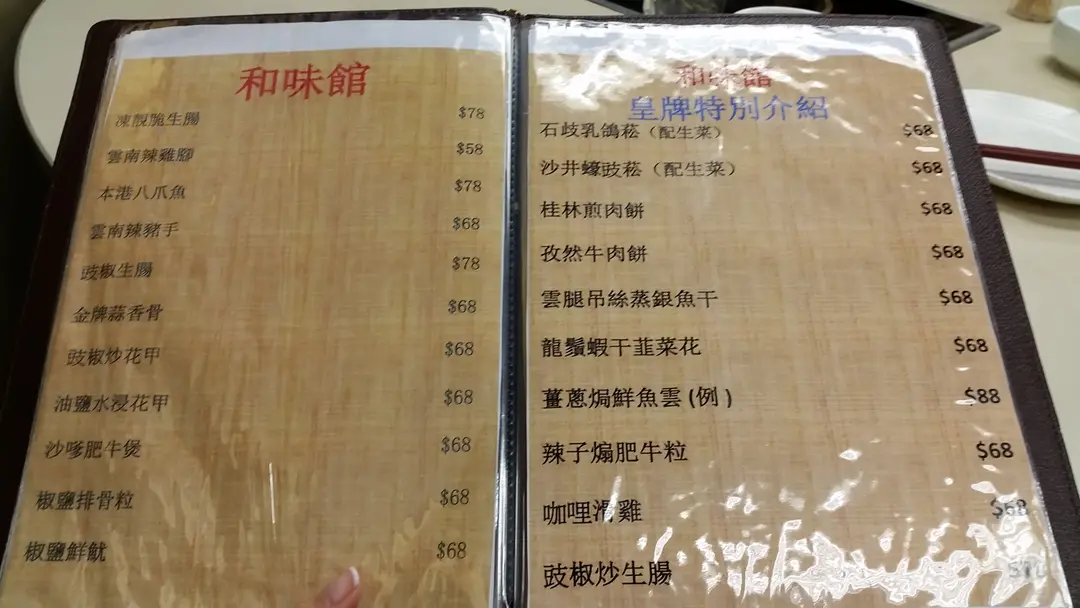 和味館
凍靚脆生腸 $78
雲南辣雞腳 $58
本港八爪魚 $78
雲南辣豬手 $68
豉椒生腸 $78
金牌蒜香骨 $68
豉椒炒花甲 $68
油鹽水浸花甲 $68
沙嗲肥牛煲 $68
椒鹽排骨粒 $68
椒鹽鮮魷 $68
和味館
皇牌特別介紹
石歧乳鴿菘（配生菜） $68
沙井蠔豉菘（配生菜） $68
桂林煎肉餅 $68
孜然牛肉餅 $68
雲腿吊絲蒸銀魚干 $68
龍鬚蝦干韮菜花 $68
薑蔥焗鮮魚雲 (例 ) $88
辣子煸肥牛粒 $68
咖哩滑雞 $68
豉椒炒生腸